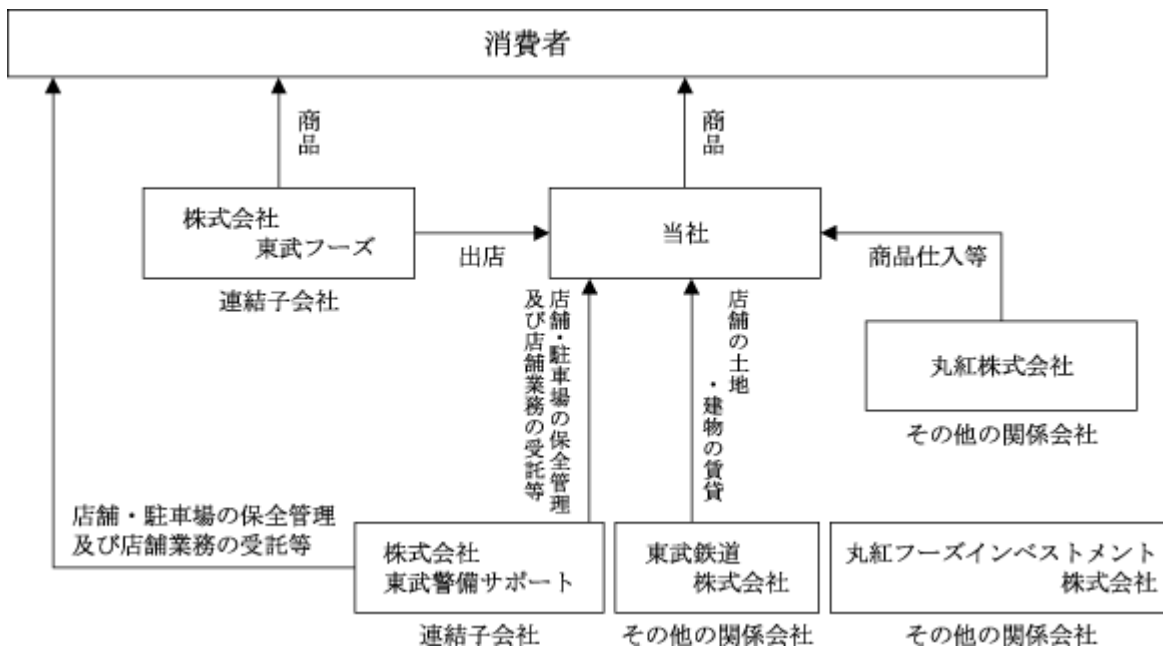 消費者
商品
商品
株式会社
東武フーズ
連結子会社
出店
当社
商品仕入等
丸紅株式会社
その他の関係会社
店舗・駐車場の保全管理
及び店舗業務の受託等
店舗の土地
・建物の賃貸
店舗・駐車場の保全管理
及び店舗業務の受託等
株式会社
東武警備サポート
連結子会社
東武鉄道
株式会社
その他の関係会社
丸紅フーズインベストメント
株式会社
その他の関係会社